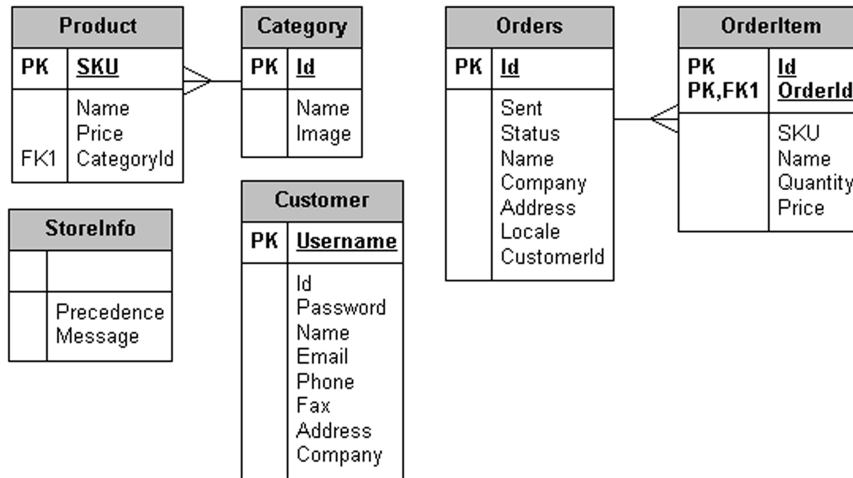 Product
PK SKU
Name
Price
FK1 CategoryId
Category
PK Id
Name
Image
Orders
PK Id
Sent
Status
Name
Company
Address
Locale
CustomerId
OrderItem
PK Id
PK,FK1 OrderId
SKU
Name
Quantity
Price
StoreInfo
Precedence
Message
Customer
PK Username
Id
Password
Name
Email
Phone
Fax
Address
Company